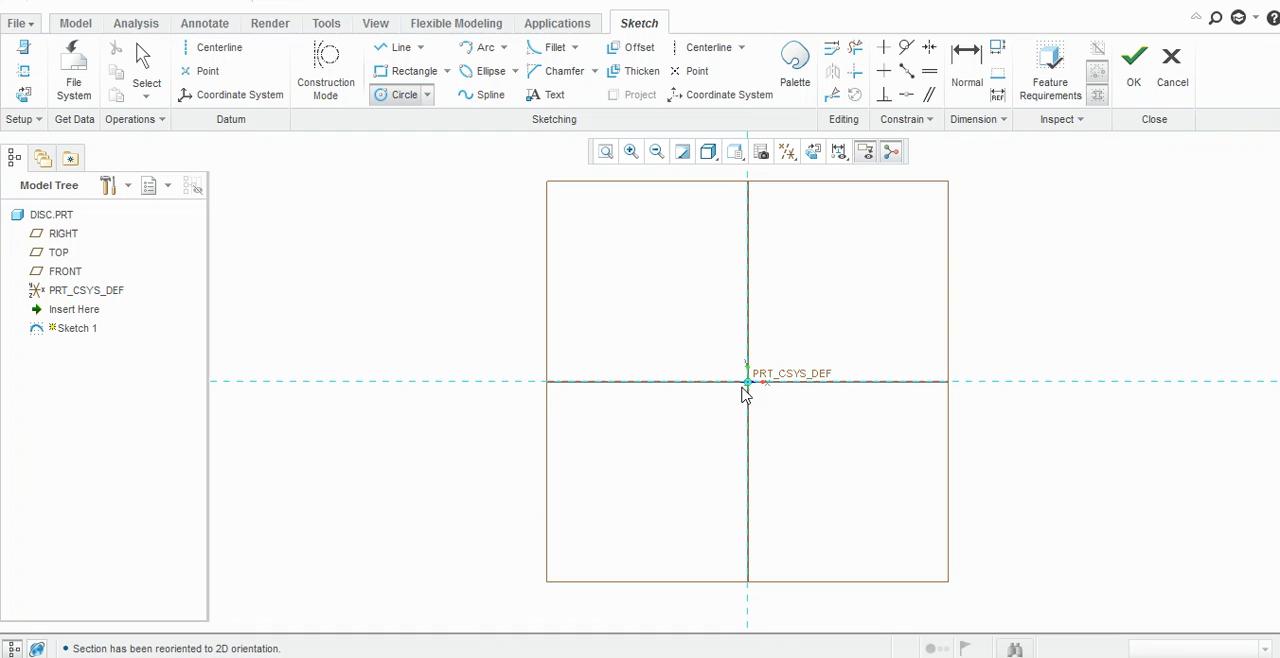 File Model Analysis Annotate Render Tools View Flexible Modeling Applications Sketch
Centerline Line Arc Fillet Offset Centerline
Point Rectangle Ellipse Chamfer Thicken Point
Coordinate System Circle Spline Text Project Coordinate System
File System
Select
Construction Mode
Palette
Normal
REF
Feature Requirements
OK
Cancel
Setup Get Data Operations Datum Sketching Editing Constrain Dimension Inspect Close
Model Tree
DISC.PRT
RIGHT
TOP
FRONT
PRT_CSYS_DEF
Insert Here
Sketch 1
PRT_CSYS_DEF
• Section has been reoriented to 2D orientation.